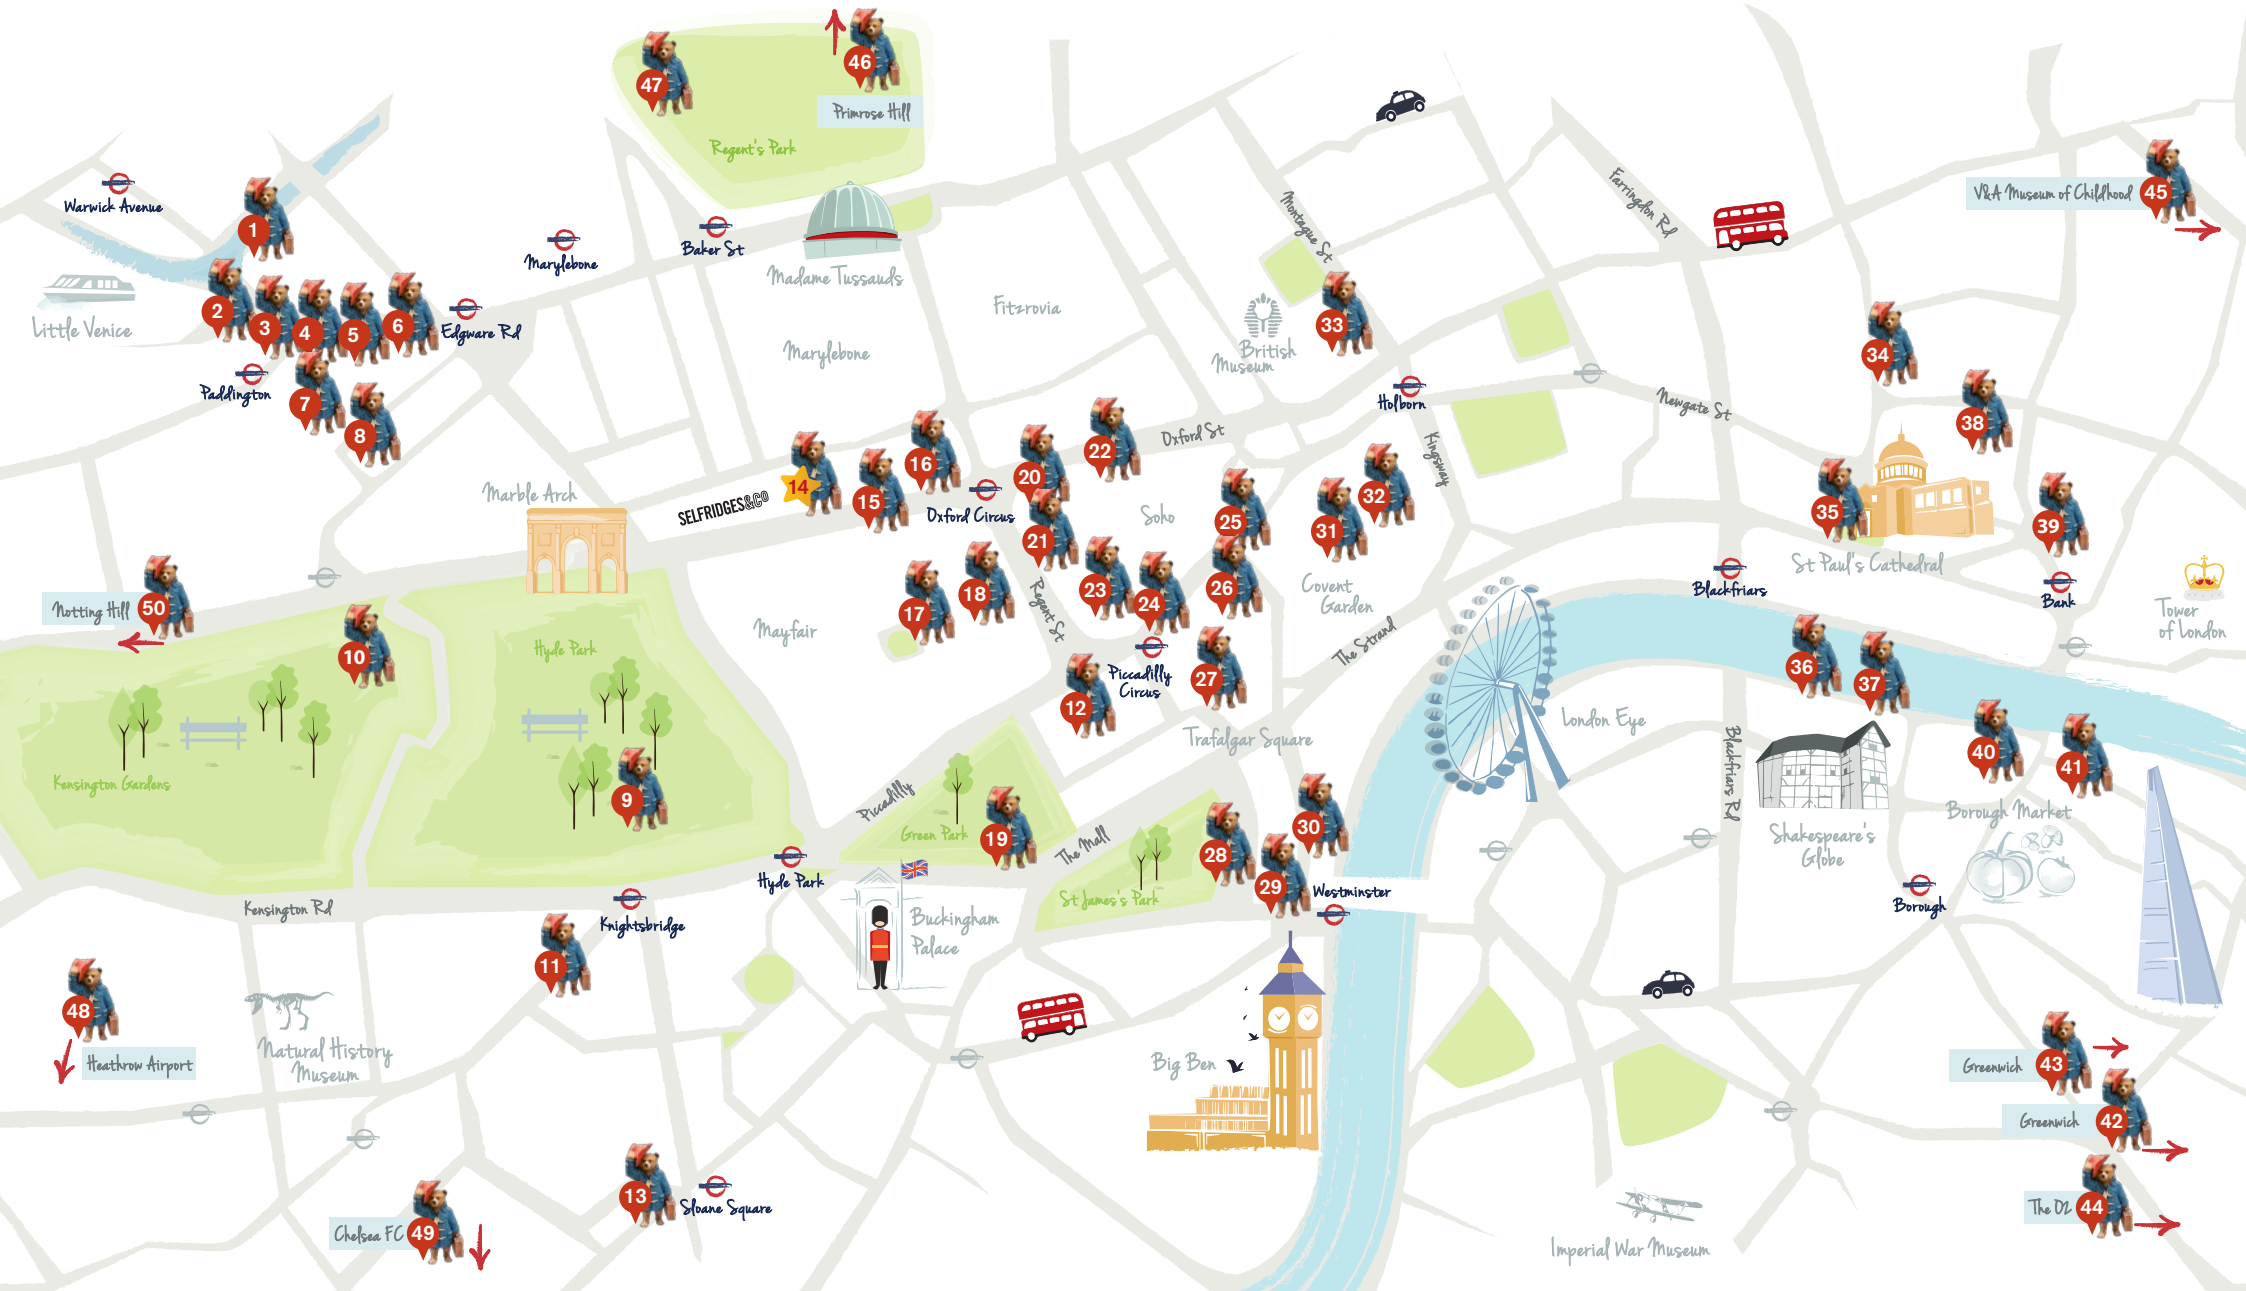 47
46
Primrose Hill
Regent's Park
Warwick Avenue
1
Marylebone
Baker St
Madame Tussauds
Little Venice
2
3
4
5
6
Edgware Rd
Paddington
7
8
Fitzrovia
Marylebone
Montague St
British
Museum
33
Farringdon Rd
V&A Museum of Childhood
45
34
38
Holborn
Newgate St
Kingsway
Oxford St
Marble Arch
SELFRIDGES&CO
14
15
16
Oxford Circus
20
21
22
Soho
25
31
32
35
St Paul's Cathedral
39
Bank
Tower
of London
Blackfriars
Notting Hill
50
10
Hyde Park
Mayfair
17
18
Regent St
23
24
26
Covent
Garden
The Strand
Piccadilly
Circus
27
12
Trafalgar Square
London Eye
36
37
Blackfriars Rd
Shakespeare's
Globe
40
41
Borough Market
Borough
Kensington Gardens
9
Piccadilly
Green Park
19
The Mall
St James's Park
28
29
30
Westminster
Hyde Park
Kensington Rd
Knightsbridge
11
Buckingham
Palace
48
Heathrow Airport
Natural History
Museum
Big Ben
Greenwich
43
Greenwich
42
The O2
44
Chelsea FC
49
13
Sloane Square
Imperial War Museum